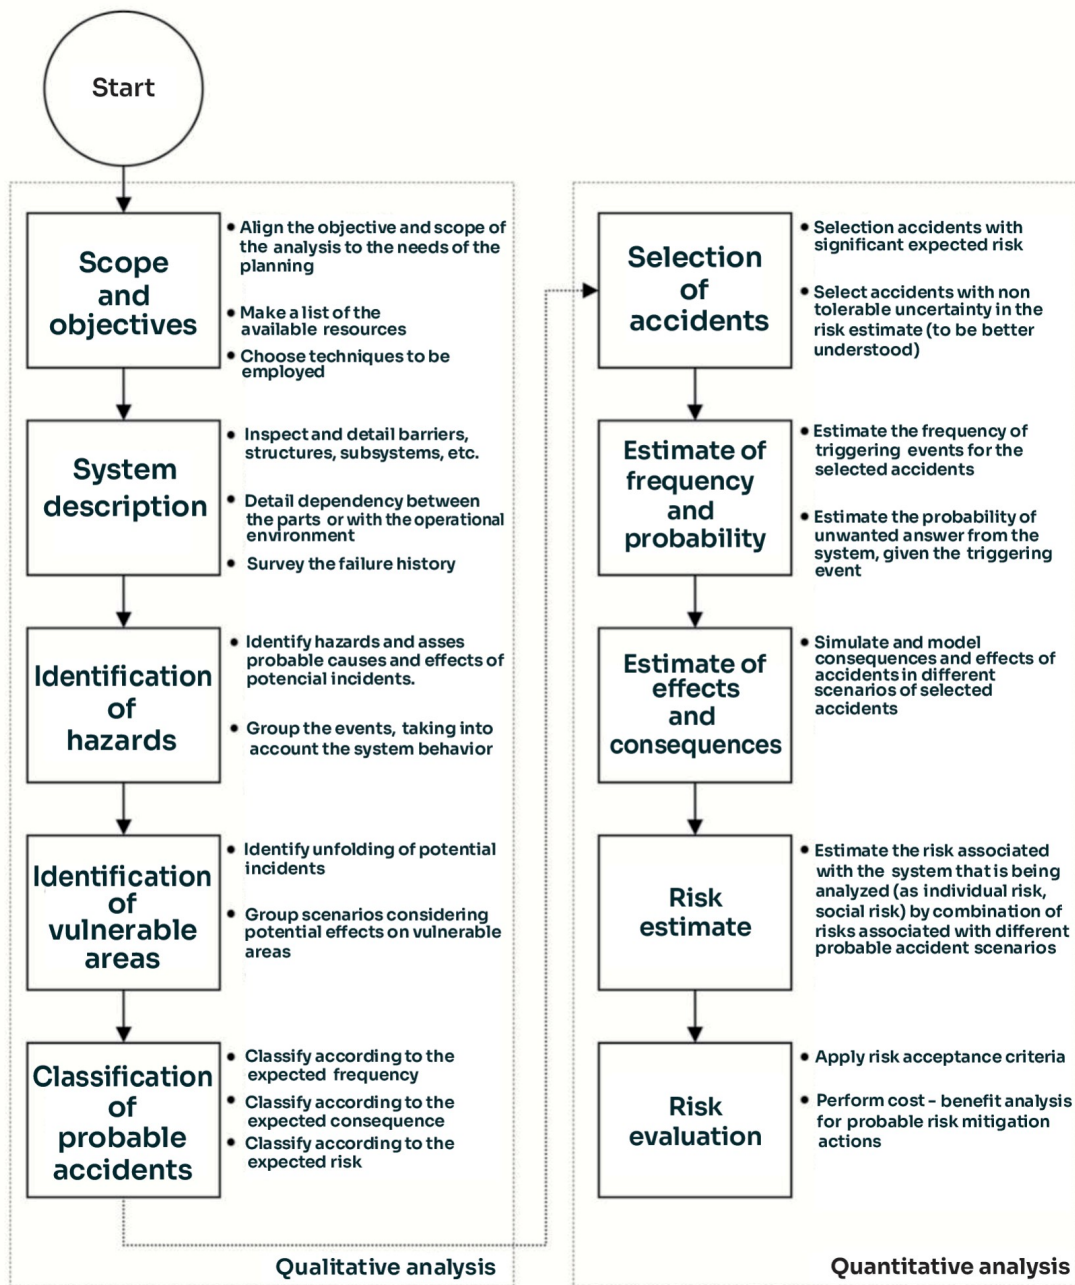 Start
Scope
and
objectives
• Align the objective and scope of
the analysis to the needs of the
planning
• Make a list of the
available resources
• Choose techniques to be
employed
System
description
• Inspect and detail barriers,
structures, subsystems, etc.
• Detail dependency between
the parts or with the operational
environment
• Survey the failure history
Identification
of
hazards
• Identify hazards and asses
probable causes and effects of
potencial incidents.
• Group the events, taking into
account the system behavior
Identification
of
vulnerable
areas
• Identify unfolding of potential
incidents
• Group scenarios considering
potential effects on vulnerable
areas
Classification
of
probable
accidents
• Classify according to the
expected frequency
• Classify according to the
expected consequence
• Classify according to the
expected risk
Qualitative analysis
Selection
of
accidents
• Selection accidents with
significant expected risk
• Select accidents with non
tolerable uncertainty in the
risk estimate (to be better
understood)
Estimate of
frequency
and
probability
• Estimate the frequency of
triggering events for the
selected accidents
• Estimate the probability of
unwanted answer from the
system, given the triggering
event
Estimate of
effects
and
consequences
• Simulate and model
consequences and effects of
accidents in different
scenarios of selected
accidents
Risk
estimate
• Estimate the risk associated
with the system that is being
analyzed (as individual risk,
social risk) by combination of
risks associated with different
probable accident scenarios
Risk
evaluation
• Apply risk acceptance criteria
• Perform cost - benefit analysis
for probable risk mitigation
actions
Quantitative analysis